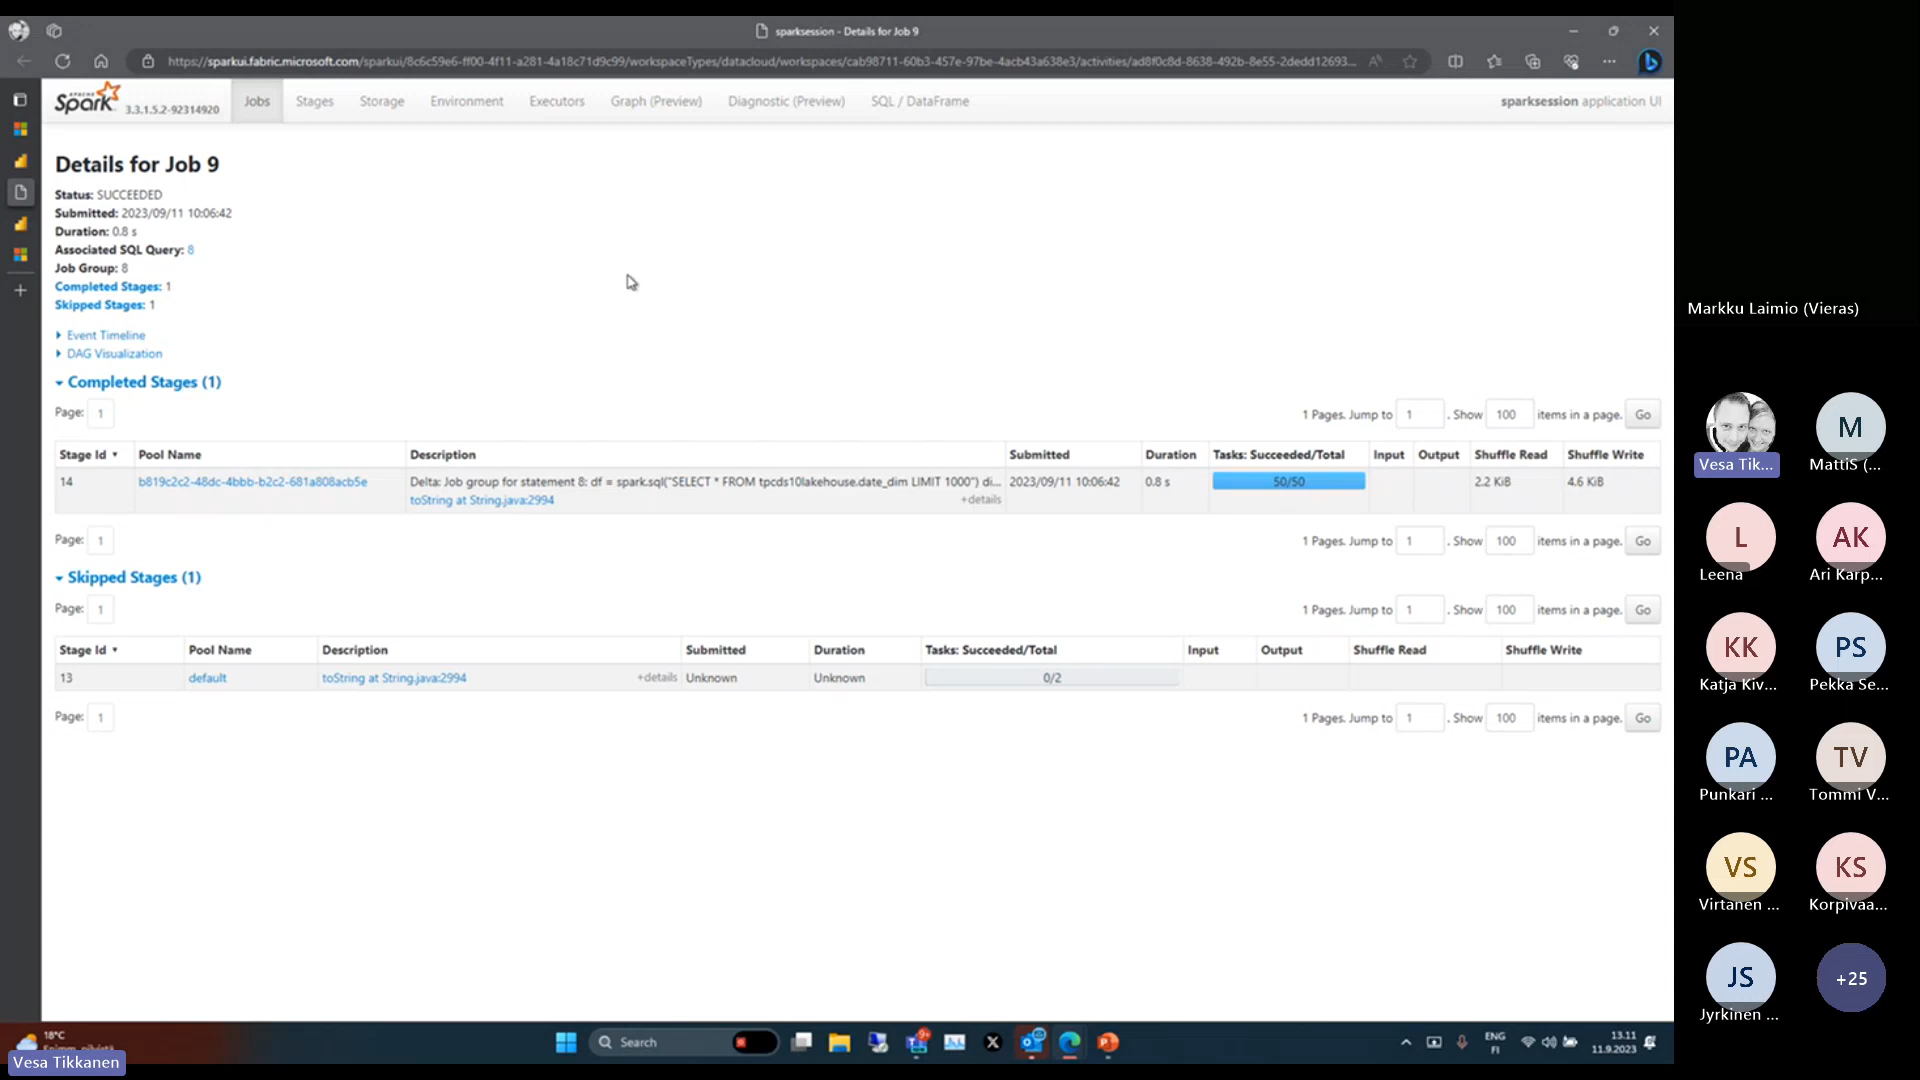 sparksession - Details for Job 9
https://sparkui.fabric.microsoft.com/sparkui/8c6c59e6-ff00-4f11-a281-4a18c71d9c99/workspaceTypes/datacloud/workspaces/cab98711-60b3-457e-97be-4acb43a638e3/activities/ad8f0c8d-8638-492b-8e55-2dedd12693...
APACHE Spark 3.3.1.5.2-92314920 Jobs Stages Storage Environment Executors Graph (Preview) Diagnostic (Preview) SQL / DataFrame sparksession application UI
Details for Job 9
Status: SUCCEEDED
Submitted: 2023/09/11 10:06:42
Duration: 0.8 s
Associated SQL Query: 8
Job Group: 8
Completed Stages: 1
Skipped Stages: 1
Event Timeline
DAG Visualization
Completed Stages (1)
Page: 1 1 Pages. Jump to 1 . Show 100 items in a page. Go
Stage Id Pool Name Description Submitted Duration Tasks: Succeeded/Total Input Output Shuffle Read Shuffle Write
14 b819c2c2-48dc-4bbb-b2c2-681a808acb5e Delta: Job group for statement 8: df = spark.sql("SELECT * FROM tpcds10lakehouse.date_dim LIMIT 1000") di... 2023/09/11 10:06:42 0.8 s 50/50 2.2 KiB 4.6 KiB
toString at String.java:2994 +details
Page: 1 1 Pages. Jump to 1 . Show 100 items in a page. Go
Skipped Stages (1)
Page: 1 1 Pages. Jump to 1 . Show 100 items in a page. Go
Stage Id Pool Name Description Submitted Duration Tasks: Succeeded/Total Input Output Shuffle Read Shuffle Write
13 default toString at String.java:2994 +details Unknown Unknown 0/2
Page: 1 1 Pages. Jump to 1 . Show 100 items in a page. Go
18°C
Vesa Tikkanen
Search
ENG
FI
13.11
11.9.2023
Markku Laimio (Vieras)
Vesa Tik...
M
MattiS (...
L
Leena
AK
Ari Karp...
KK
Katja Kiv...
PS
Pekka Se...
PA
Punkari ...
TV
Tommi V...
VS
Virtanen ...
KS
Korpivaa...
JS
Jyrkinen ...
+25